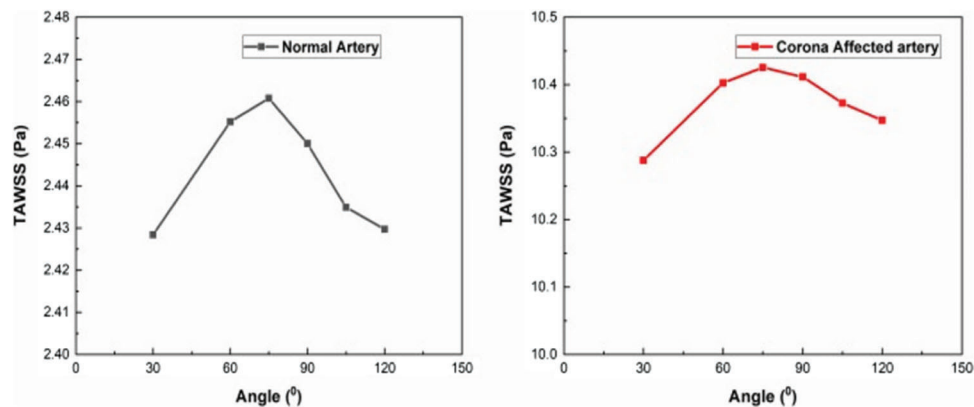 2.48
2.47
2.46
2.45
2.44
2.43
2.42
2.41
2.40
TAWSS (Pa)
Normal Artery
0 30 60 90 120 150
Angle (⁰)
10.5
10.4
10.3
10.2
10.1
10.0
TAWSS (Pa)
Corona Affected artery
0 30 60 90 120 150
Angle (⁰)